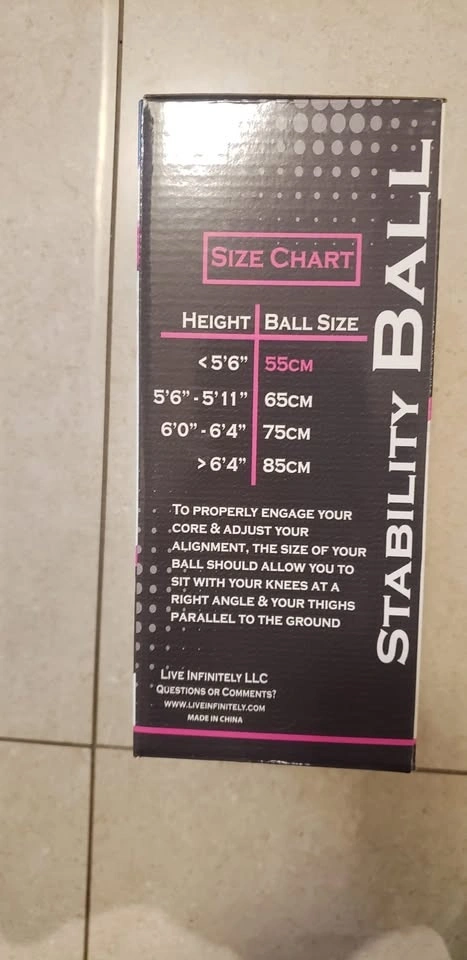 SIZE CHART
HEIGHT BALL SIZE
<5'6" 55CM
5'6" - 5'11" 65CM
6'0" - 6'4" 75CM
>6'4" 85CM
TO PROPERLY ENGAGE YOUR
CORE & ADJUST YOUR
ALIGNMENT, THE SIZE OF YOUR
BALL SHOULD ALLOW YOU TO
SIT WITH YOUR KNEES AT A
RIGHT ANGLE & YOUR THIGHS
PARALLEL TO THE GROUND
LIVE INFINITELY LLC
QUESTIONS OR COMMENTS?
WWW.LIVEINFINITELY.COM
MADE IN CHINA
STABILITY BALL